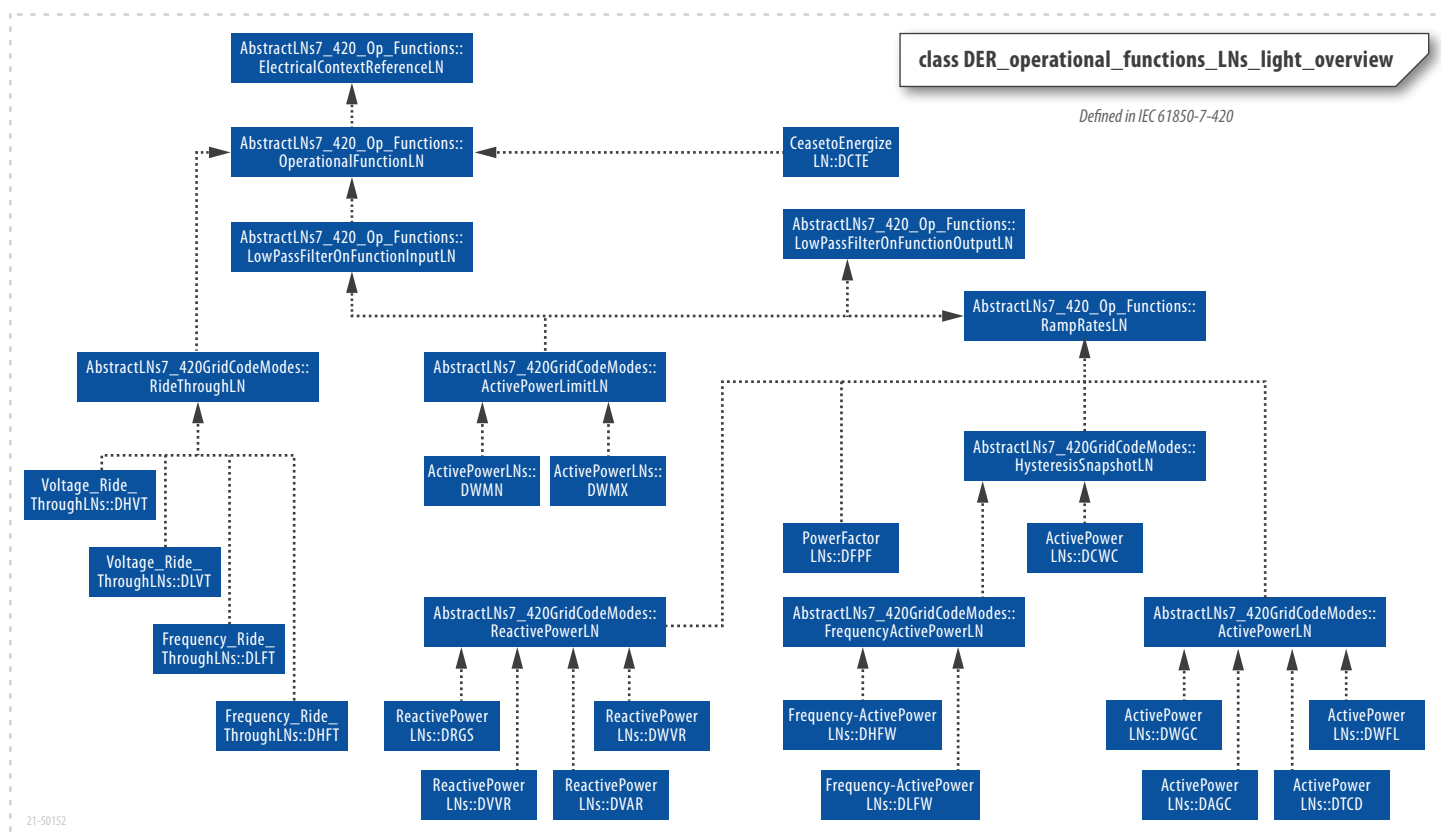 AbstractLNs7_420_Op_Functions::
ElectricalContextReferenceLN
class DER_operational_functions_LNs_light_overview
Defined in IEC 61850-7-420
AbstractLNs7_420_Op_Functions::
OperationalFunctionLN
CeasetoEnergize
LN::DCTE
AbstractLNs7_420_Op_Functions::
LowPassFilterOnFunctionInputLN
AbstractLNs7_420_Op_Functions::
LowPassFilterOnFunctionOutputLN
AbstractLNs7_420_Op_Functions::
RampRatesLN
AbstractLNs7_420GridCodeModes::
RideThroughLN
AbstractLNs7_420GridCodeModes::
ActivePowerLimitLN
AbstractLNs7_420GridCodeModes::
HysteresisSnapshotLN
Voltage_Ride_
ThroughLNs::DHVT
ActivePowerLNs::
DWMN
ActivePowerLNs::
DWMX
PowerFactor
LNs::DFPF
ActivePower
LNs::DCWC
Voltage_Ride_
ThroughLNs::DLVT
AbstractLNs7_420GridCodeModes::
ReactivePowerLN
AbstractLNs7_420GridCodeModes::
FrequencyActivePowerLN
AbstractLNs7_420GridCodeModes::
ActivePowerLN
Frequency_Ride_
ThroughLNs::DLFT
Frequency_Ride_
ThroughLNs::DHFT
ReactivePower
LNs::DRGS
ReactivePower
LNs::DWVR
Frequency-ActivePower
LNs::DHFW
ActivePower
LNs::DWGC
ActivePower
LNs::DWFL
ReactivePower
LNs::DVVR
ReactivePower
LNs::DVAR
Frequency-ActivePower
LNs::DLFW
ActivePower
LNs::DAGC
ActivePower
LNs::DTCD
21-50152